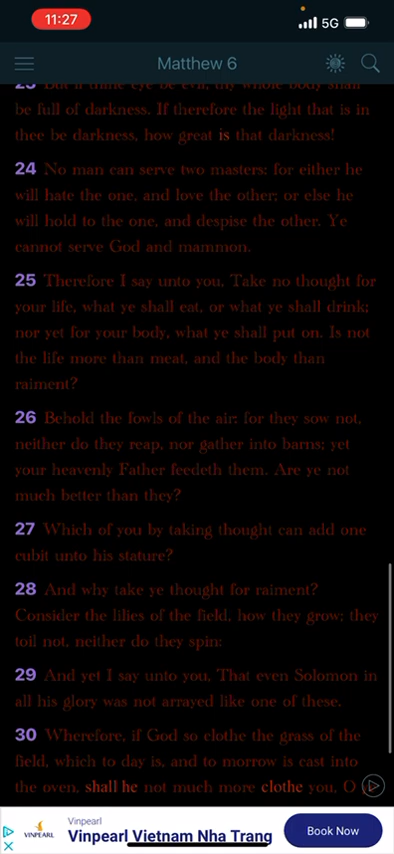 11:27
5G
Matthew 6
23 But if thine eye be evil, thy whole body shall
be full of darkness. If therefore the light that is in
thee be darkness, how great is that darkness!
24 No man can serve two masters: for either he
will hate the one, and love the other; or else he
will hold to the one, and despise the other. Ye
cannot serve God and mammon.
25 Therefore I say unto you, Take no thought for
your life, what ye shall eat, or what ye shall drink;
nor yet for your body, what ye shall put on. Is not
the life more than meat, and the body than
raiment?
26 Behold the fowls of the air: for they sow not,
neither do they reap, nor gather into barns; yet
your heavenly Father feedeth them. Are ye not
much better than they?
27 Which of you by taking thought can add one
cubit unto his stature?
28 And why take ye thought for raiment?
Consider the lilies of the field, how they grow; they
toil not, neither do they spin:
29 And yet I say unto you, That even Solomon in
all his glory was not arrayed like one of these.
30 Wherefore, if God so clothe the grass of the
field, which to day is, and to morrow is cast into
the oven, shall he not much more clothe you, O
VINPEARL
Vinpearl
Vinpearl Vietnam Nha Trang
Book Now